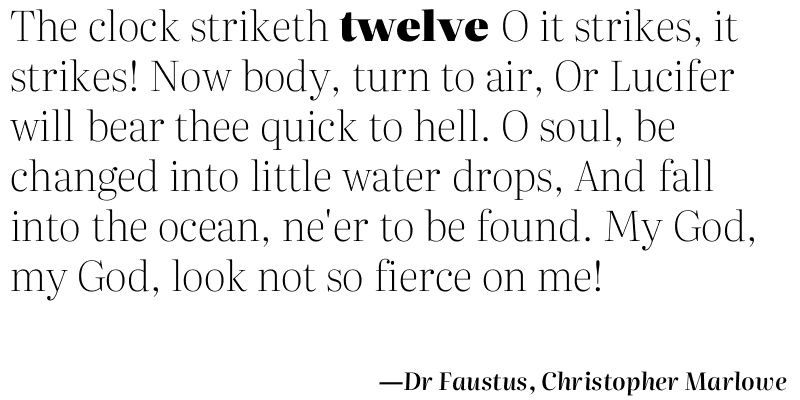 The clock striketh twelve O it strikes, it
strikes! Now body, turn to air, Or Lucifer
will bear thee quick to hell. O soul, be
changed into little water drops, And fall
into the ocean, ne'er to be found. My God,
my God, look not so fierce on me!
—Dr Faustus, Christopher Marlowe